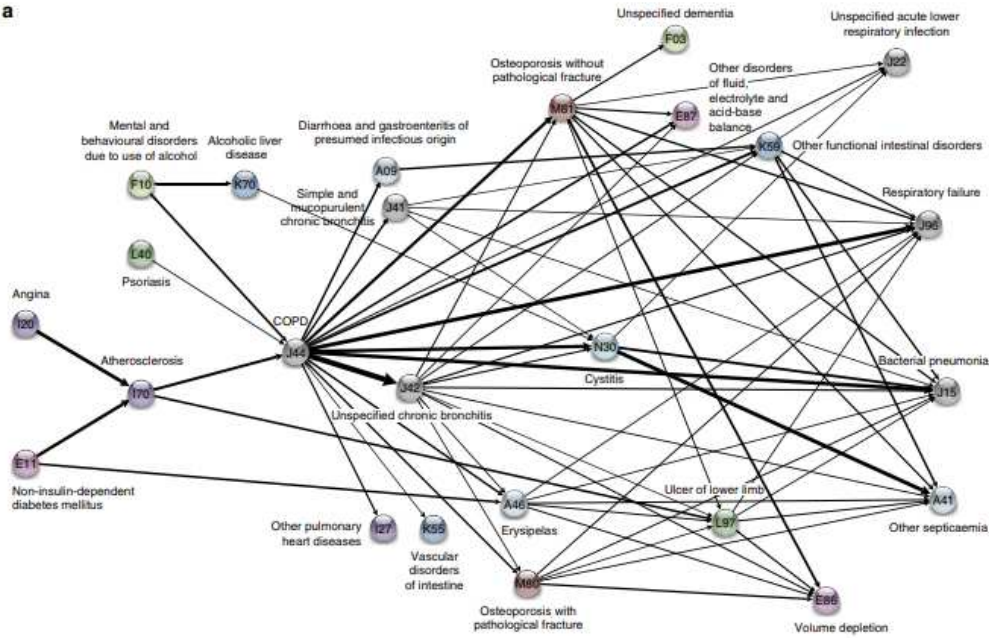 a
Unspecified dementia
F03
Unspecified acute lower
respiratory infection
J22
Osteoporosis without
pathological fracture
M81
Other disorders
of fluid,
electrolyte and
acid-base
balance
E87
Mental and
behavioural disorders
due to use of alcohol
F10
Alcoholic liver
disease
K70
Diarrhoea and gastroenteritis of
presumed infectious origin
A09
K59
Other functional intestinal disorders
Simple and
mucopurulent
chronic bronchitis
J41
Respiratory failure
J96
L40
Psoriasis
Angina
I20
COPD
J44
Atherosclerosis
I70
N30
Cystitis
J42
Unspecified chronic bronchitis
Bacterial pneumonia
J15
E11
Non-insulin-dependent
diabetes mellitus
A46
Erysipelas
Ulcer of lower limb
L97
A41
Other septicaemia
Other pulmonary
heart diseases
I27
K55
Vascular
disorders
of intestine
M80
Osteoporosis with
pathological fracture
E86
Volume depletion